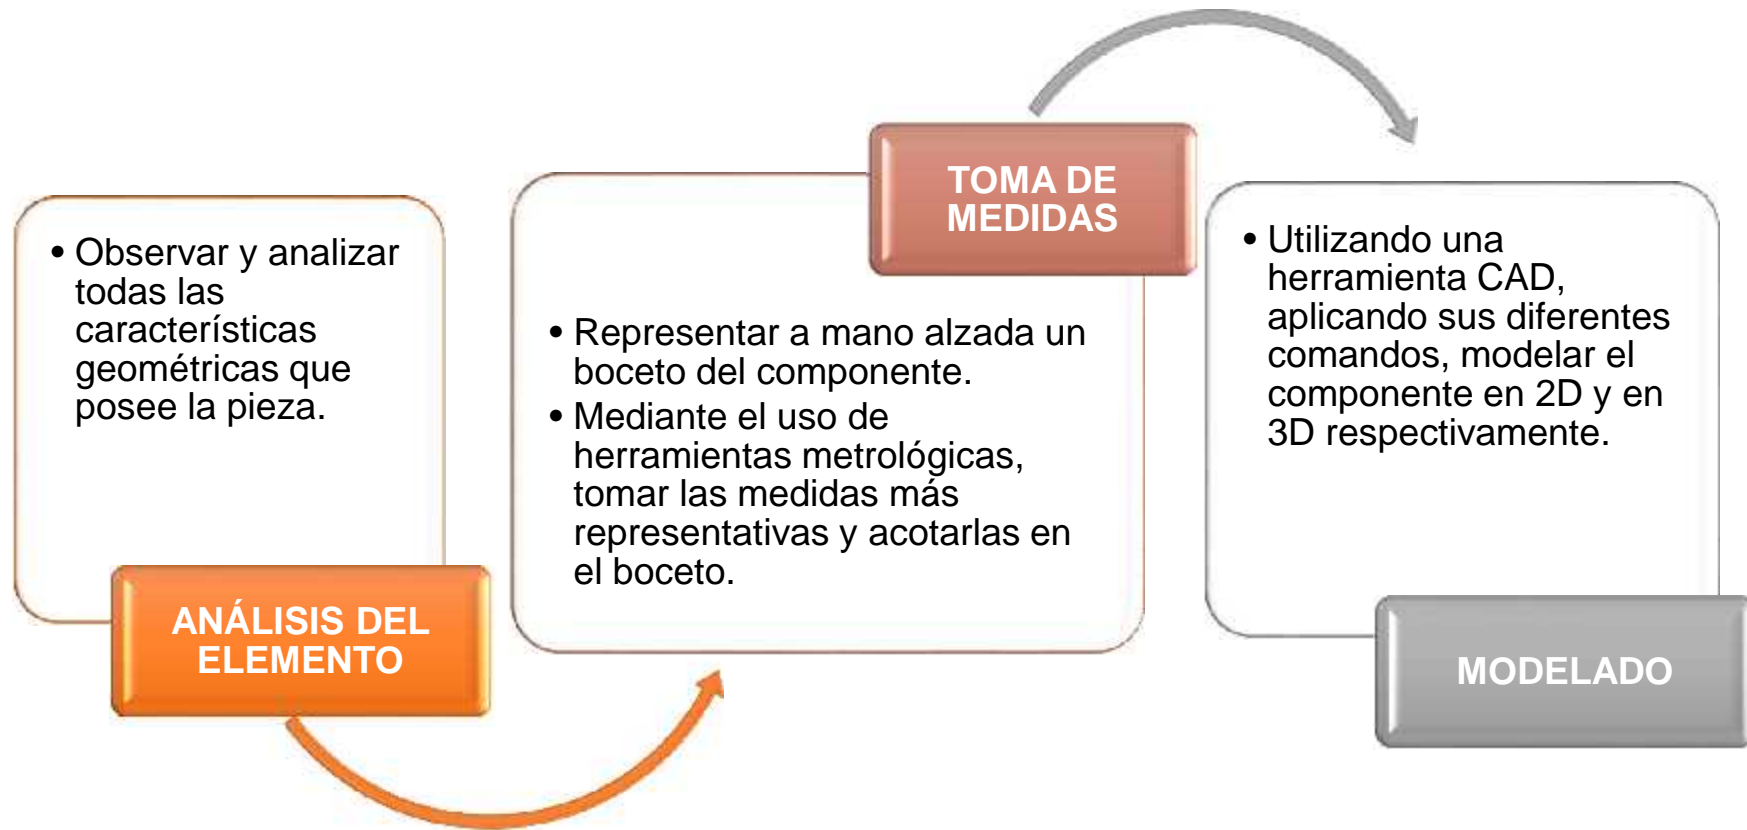 • Observar y analizar
todas las
características
geométricas que
posee la pieza.
ANÁLISIS DEL
ELEMENTO
TOMA DE
MEDIDAS
• Representar a mano alzada un
boceto del componente.
• Mediante el uso de
herramientas metrológicas,
tomar las medidas más
representativas y acotarlas en
el boceto.
• Utilizando una
herramienta CAD,
aplicando sus diferentes
comandos, modelar el
componente en 2D y en
3D respectivamente.
MODELADO